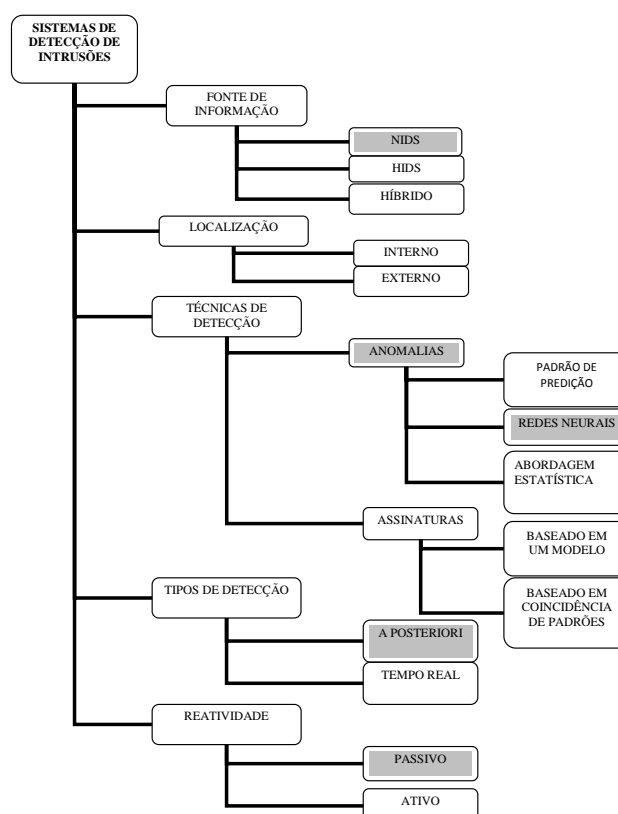 SISTEMAS DE
DETECÇÃO DE
INTRUSÕES
FONTE DE
INFORMAÇÃO
NIDS
HIDS
HÍBRIDO
LOCALIZAÇÃO
INTERNO
EXTERNO
TÉCNICAS DE
DETECÇÃO
ANOMALIAS
PADRÃO DE
PREDIÇÃO
REDES NEURAIS
ABORDAGEM
ESTATÍSTICA
ASSINATURAS
BASEADO EM
UM MODELO
BASEADO EM
COINCIDÊNCIA
DE PADRÕES
TIPOS DE DETECÇÃO
A POSTERIORI
TEMPO REAL
REATIVIDADE
PASSIVO
ATIVO